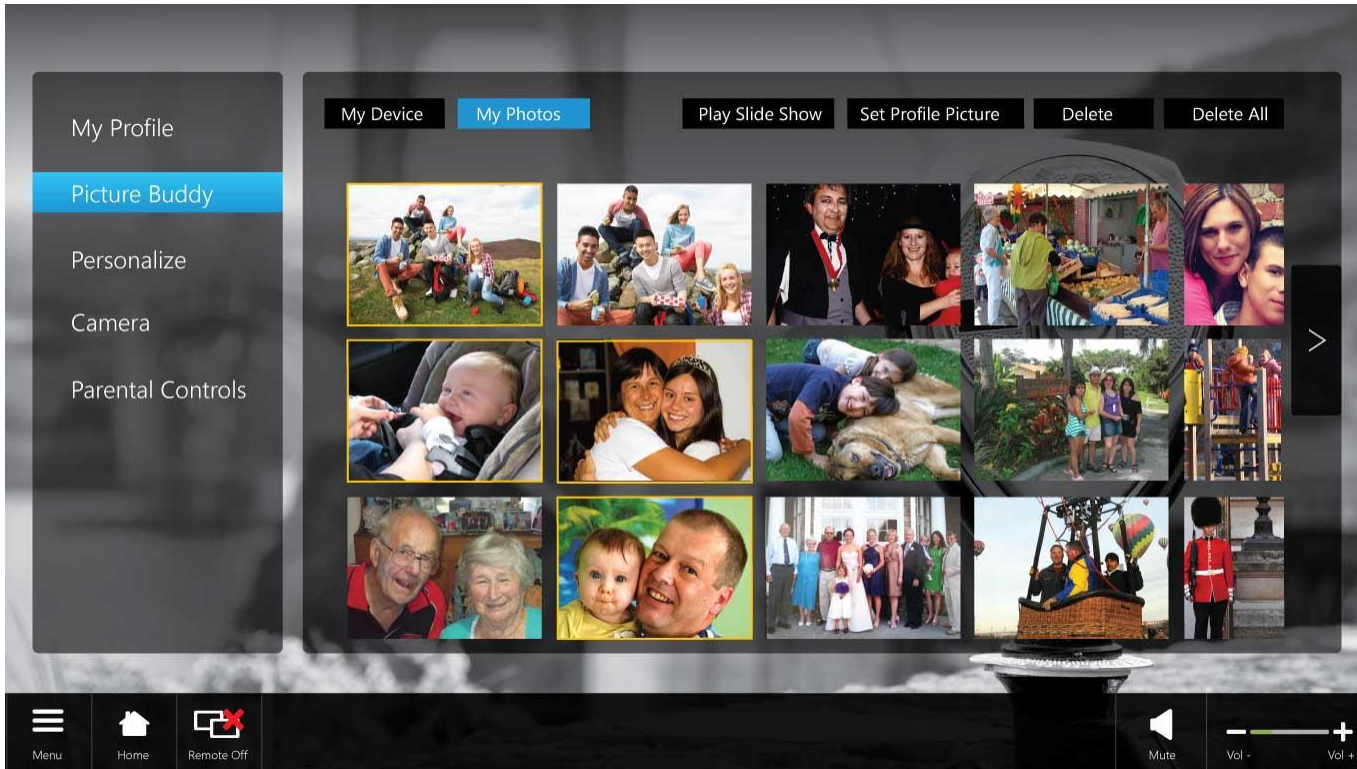 My Profile
Picture Buddy
Personalize
Camera
Parental Controls
My Device
My Photos
Play Slide Show
Set Profile Picture
Delete
Delete All
>
Menu
Home
Remote Off
Mute
Vol -
Vol +